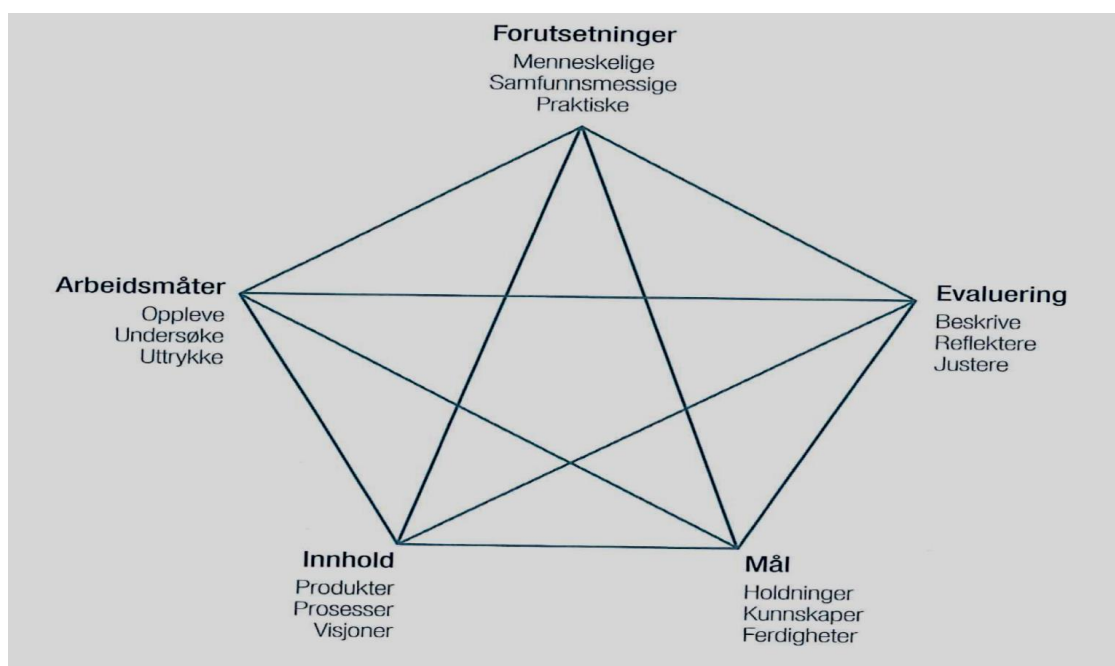 Forutsetninger
Menneskelige
Samfunnsmessige
Praktiske
Arbeidsmåter
Oppleve
Undersøke
Uttrykke
Evaluering
Beskrive
Reflektere
Justere
Innhold
Produkter
Prosesser
Visjoner
Mål
Holdninger
Kunnskaper
Ferdigheter